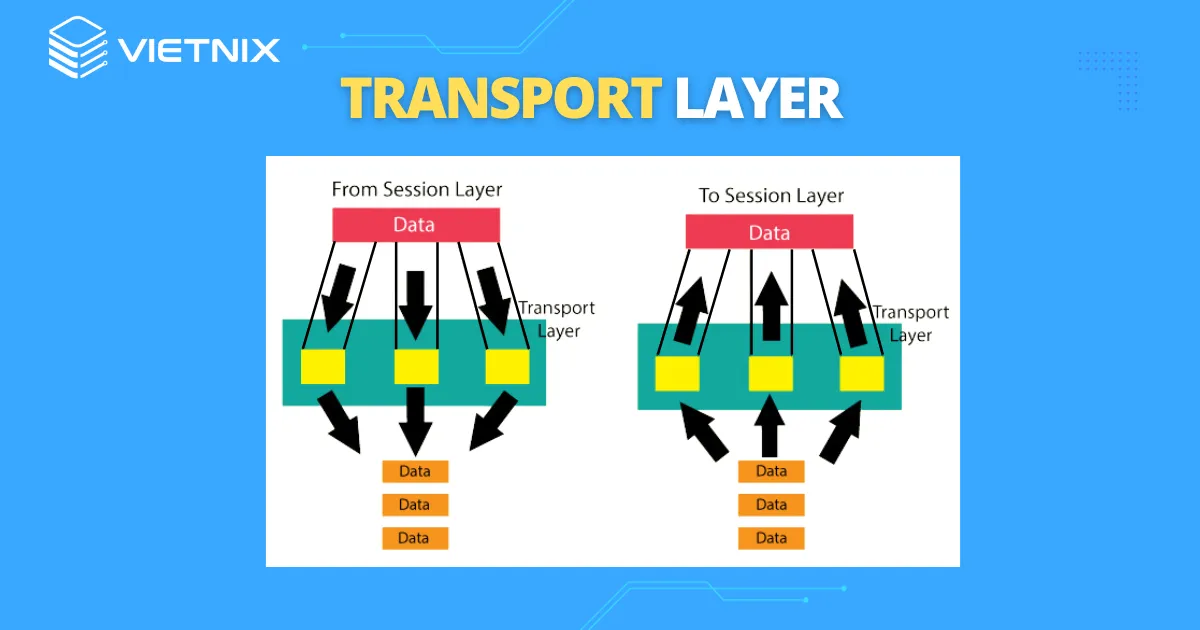 VIETNIX
TRANSPORT LAYER
From Session Layer
Data
Transport
Layer
Data
Data
Data
To Session Layer
Data
Transport
Layer
Data
Data
Data